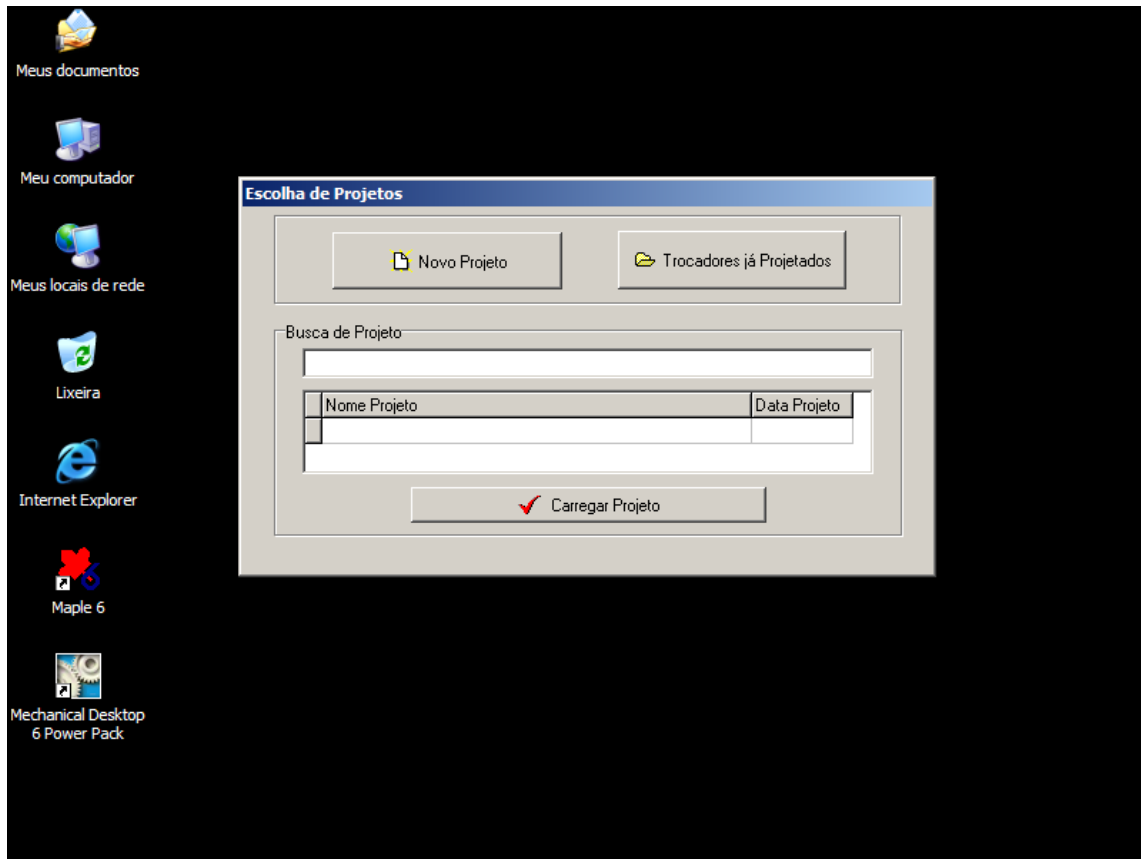 Meus documentos
Meu computador
Meus locais de rede
Lixeira
Internet Explorer
Maple 6
Mechanical Desktop
6 Power Pack
Escolha de Projetos
Novo Projeto
Trocadores já Projetados
Busca de Projeto
Nome Projeto
Data Projeto
Carregar Projeto